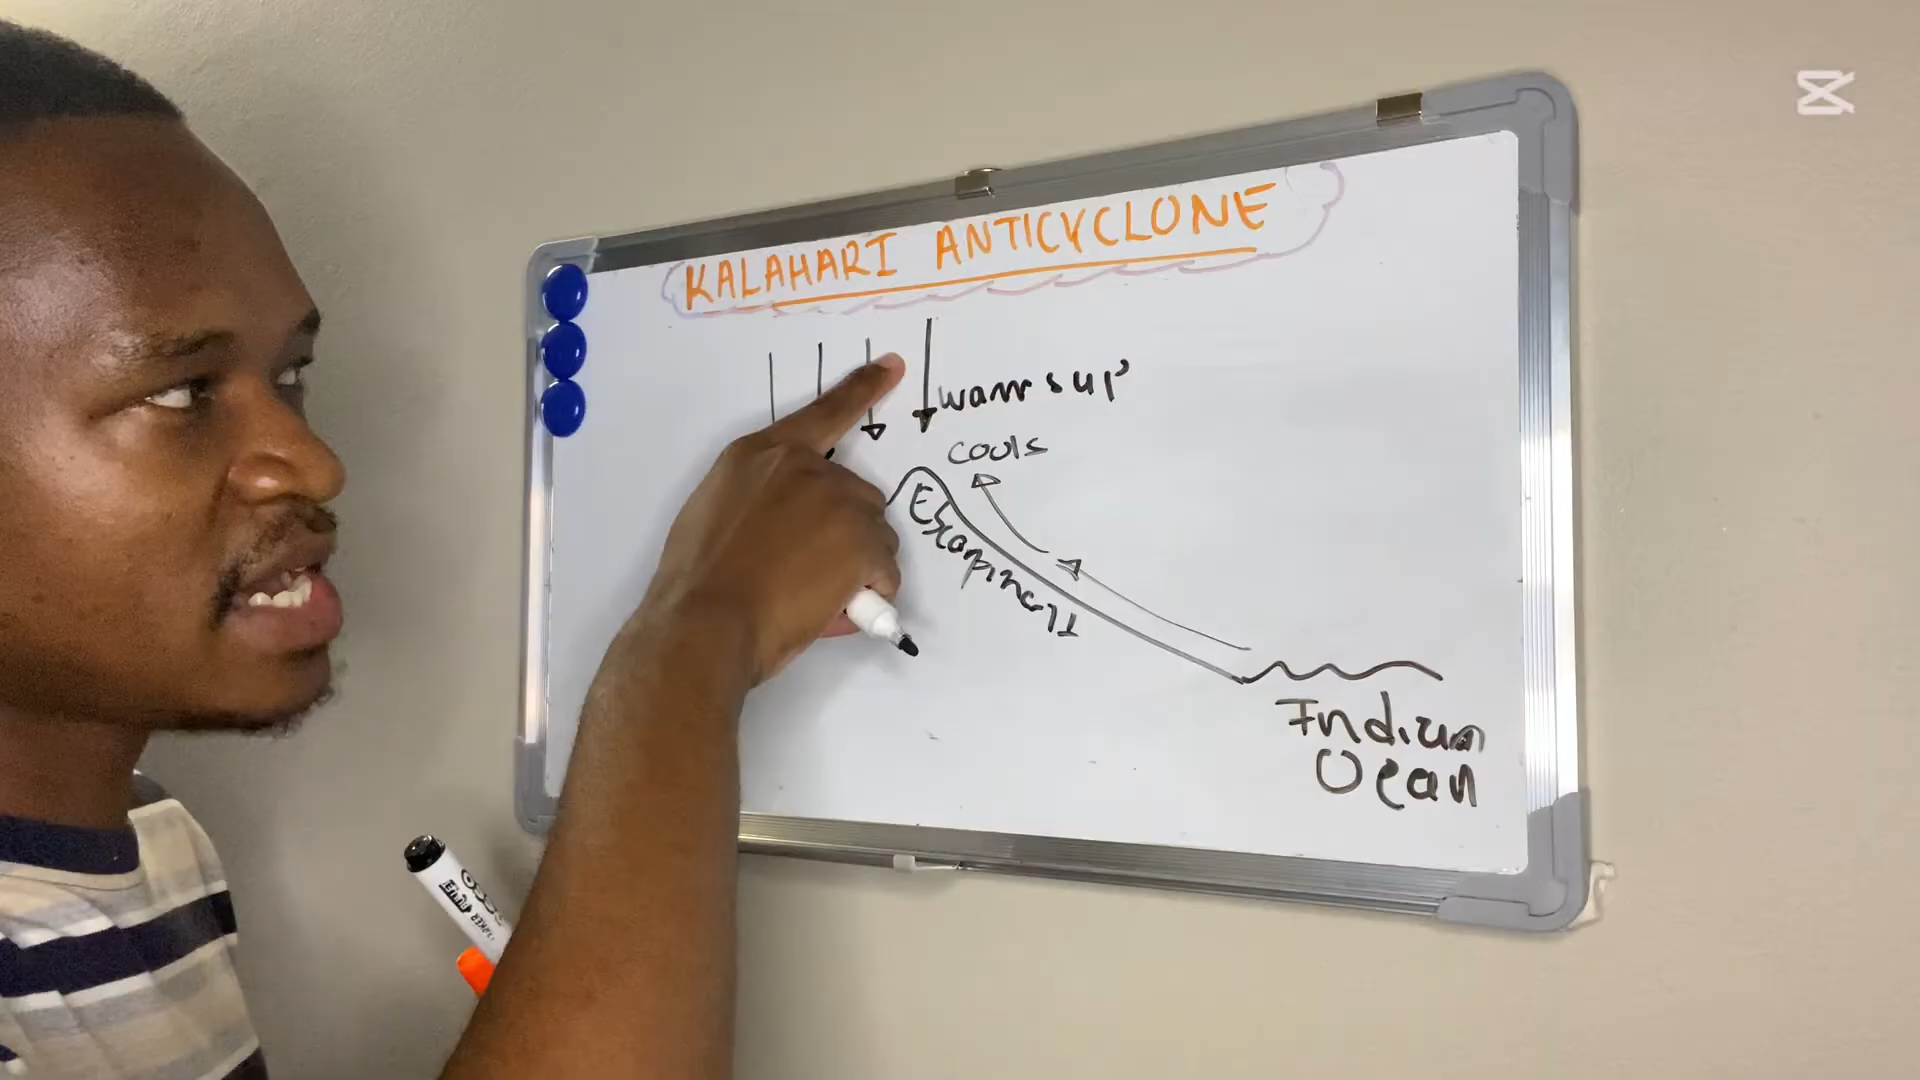 KALAHARI ANTICYCLONE
warms up
cools
Escarpment
Indian
Ocean